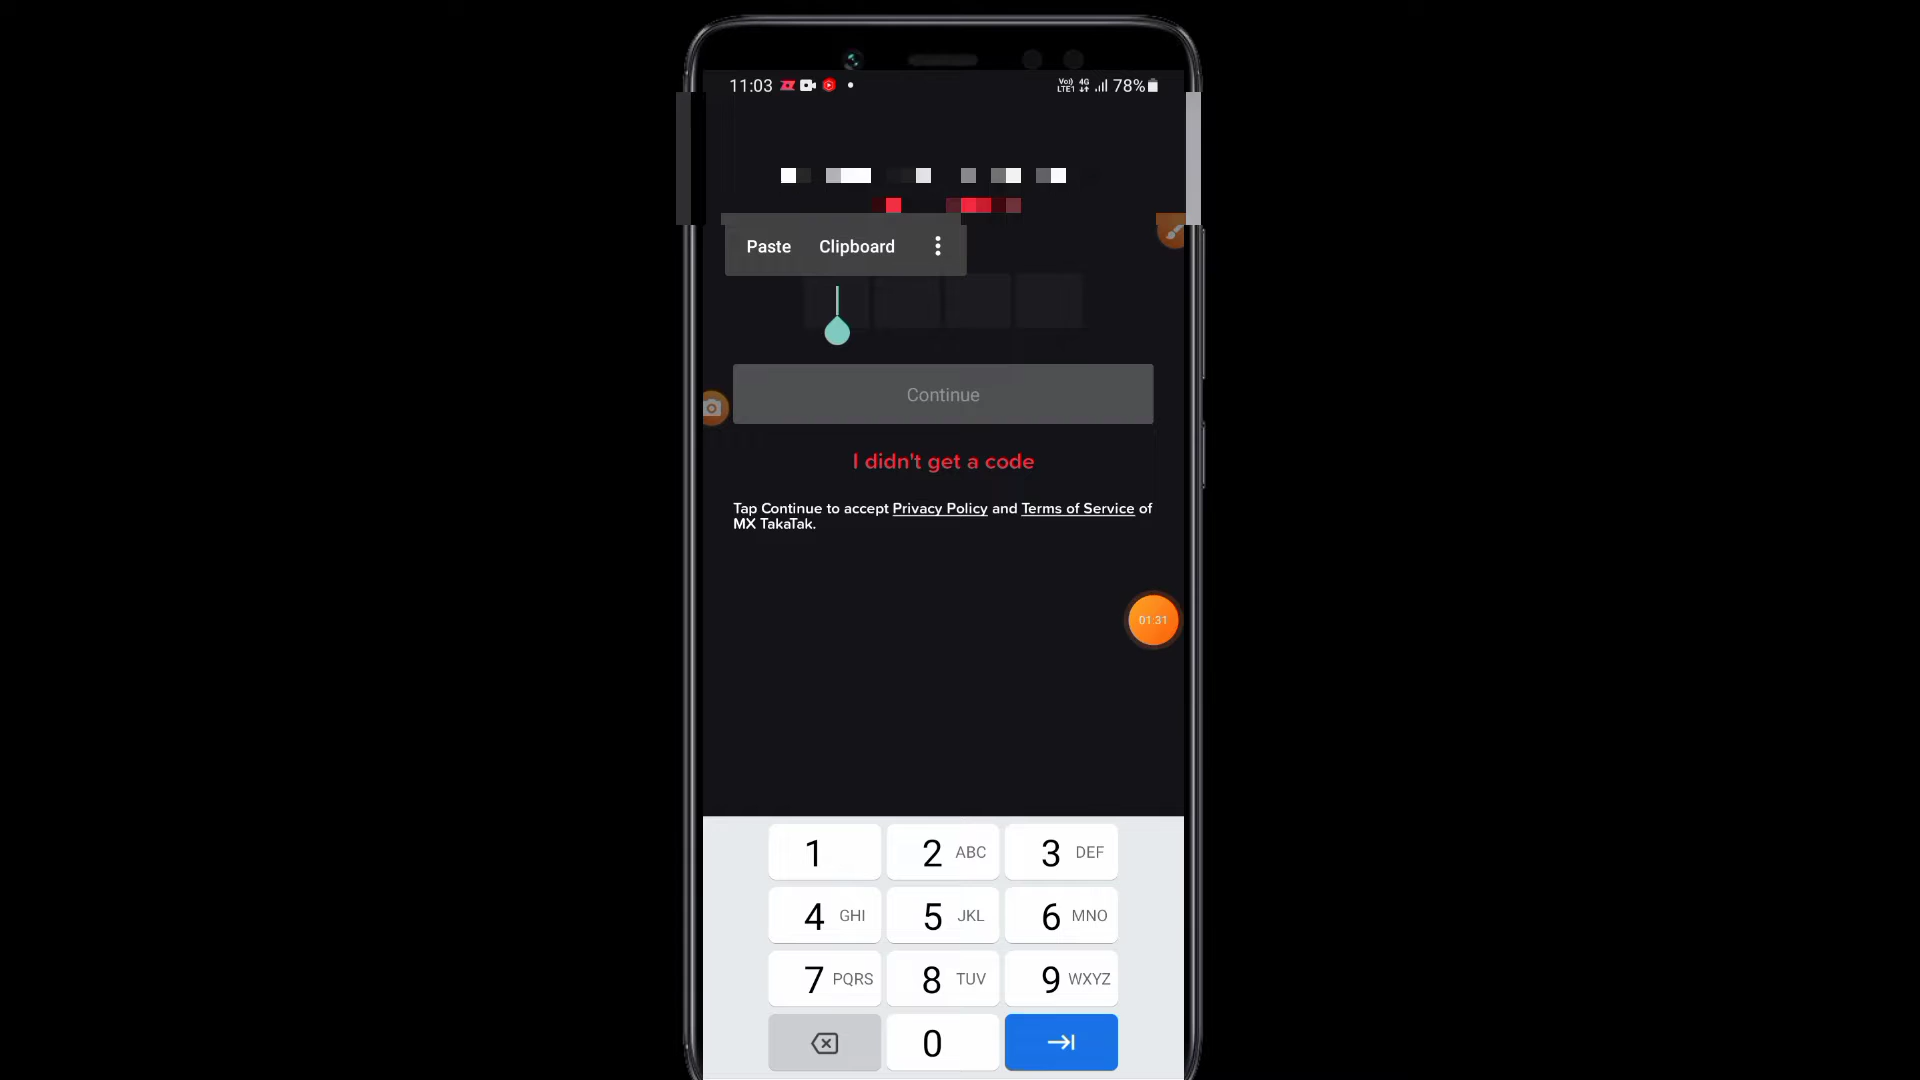 11:03 78%
Paste Clipboard
Continue
I didn't get a code
Tap Continue to accept Privacy Policy and Terms of Service of
MX TakaTak.
01:31
1 2 ABC 3 DEF
4 GHI 5 JKL 6 MNO
7 PQRS 8 TUV 9 WXYZ
0